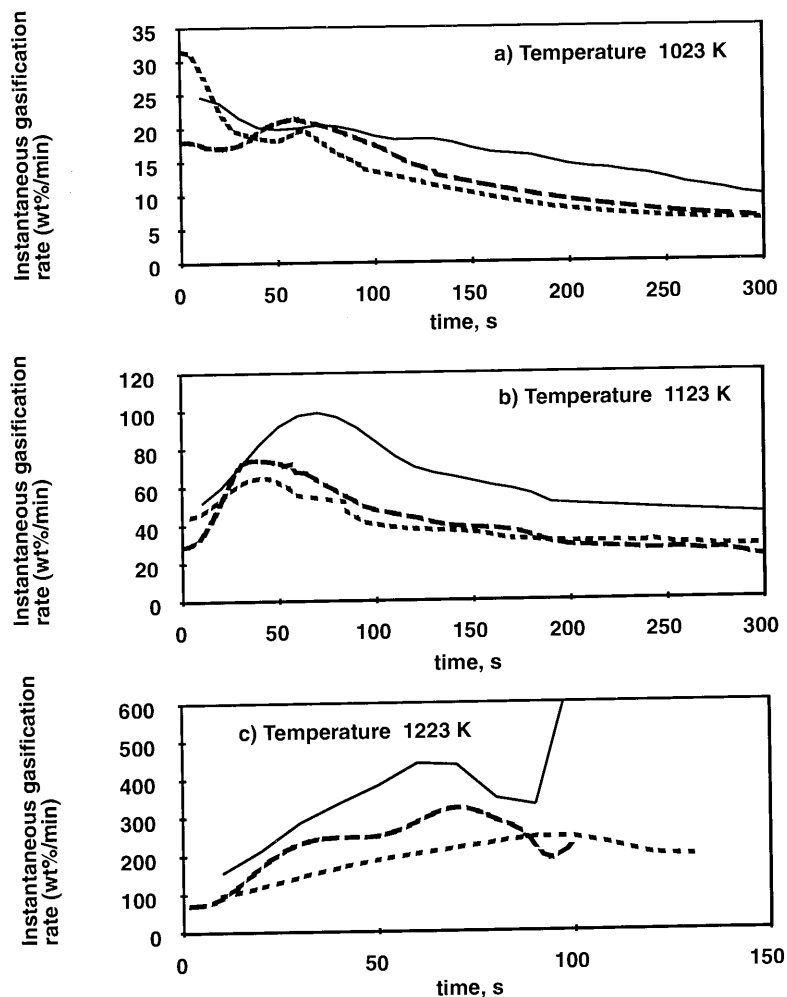 Instantaneous gasification
rate (wt%/min)
35
30
25
20
15
10
5
0
a) Temperature 1023 K
0 50 100 150 200 250 300
time, s
Instantaneous gasification
rate (wt%/min)
120
100
80
60
40
20
0
b) Temperature 1123 K
0 50 100 150 200 250 300
time, s
Instantaneous gasification
rate (wt%/min)
600
500
400
300
200
100
0
c) Temperature 1223 K
0 50 100 150
time, s